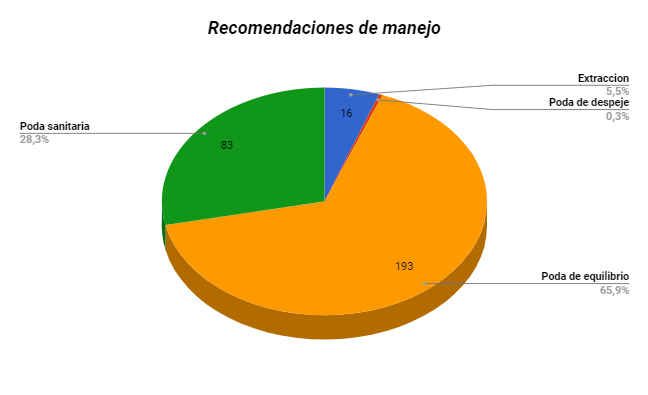 Recomendaciones de manejo
Extraccion
5,5%
Poda de despeje
0,3%
Poda sanitaria
28,3%
16
83
193
Poda de equilibrio
65,9%